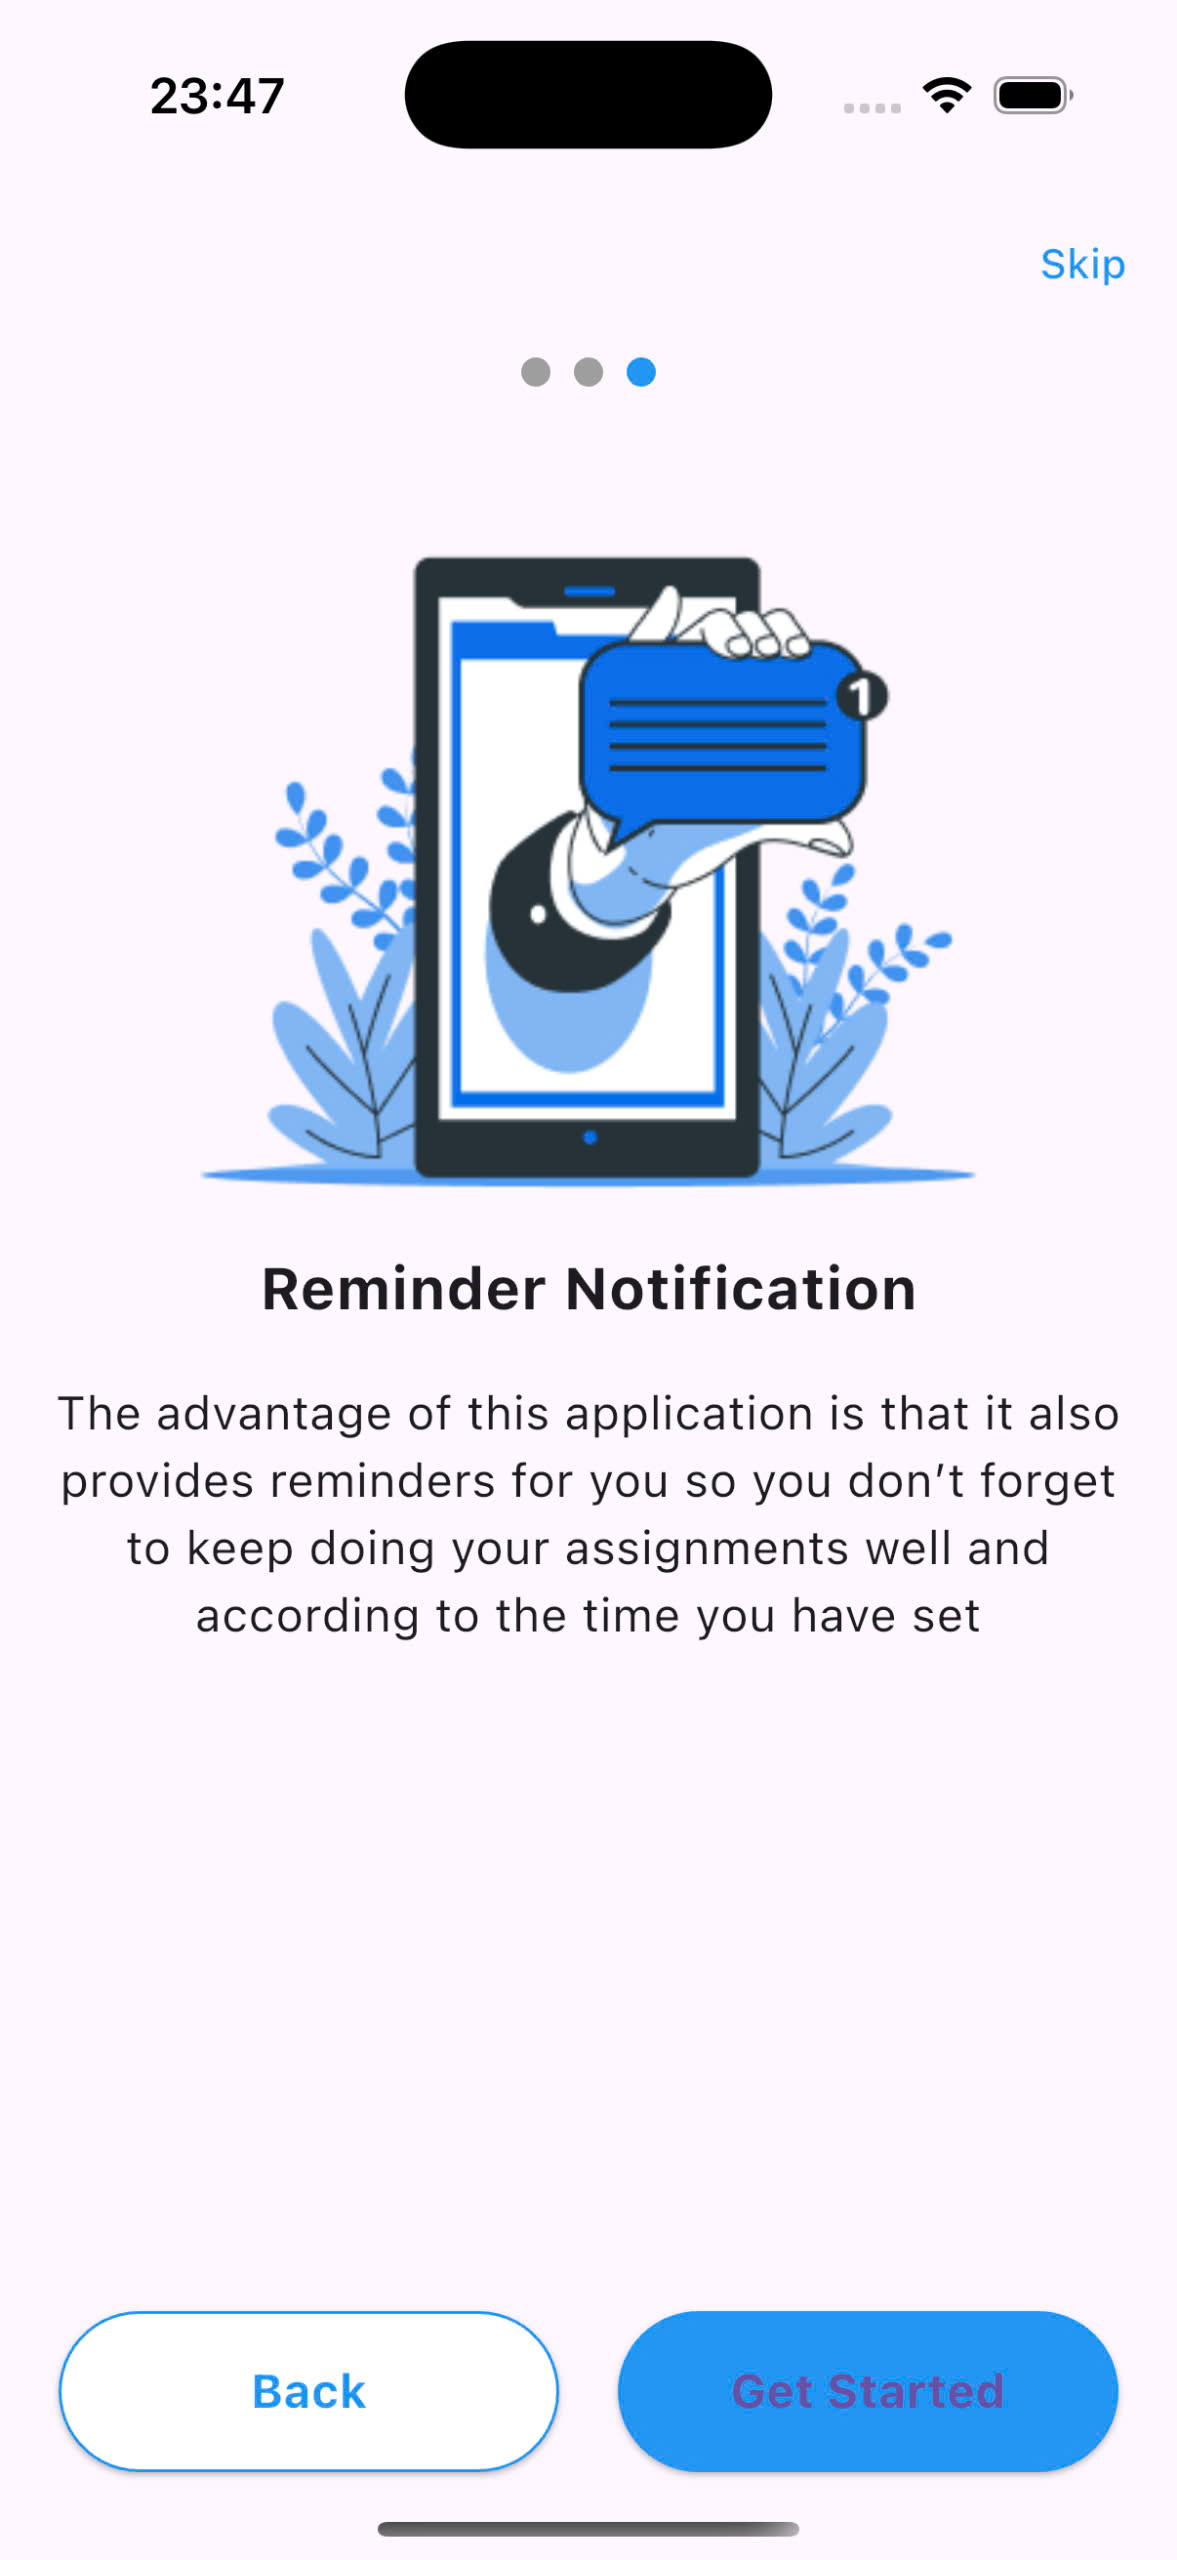 23:47
Skip
1
Reminder Notification
The advantage of this application is that it also
provides reminders for you so you don’t forget
to keep doing your assignments well and
according to the time you have set
Back
Get Started